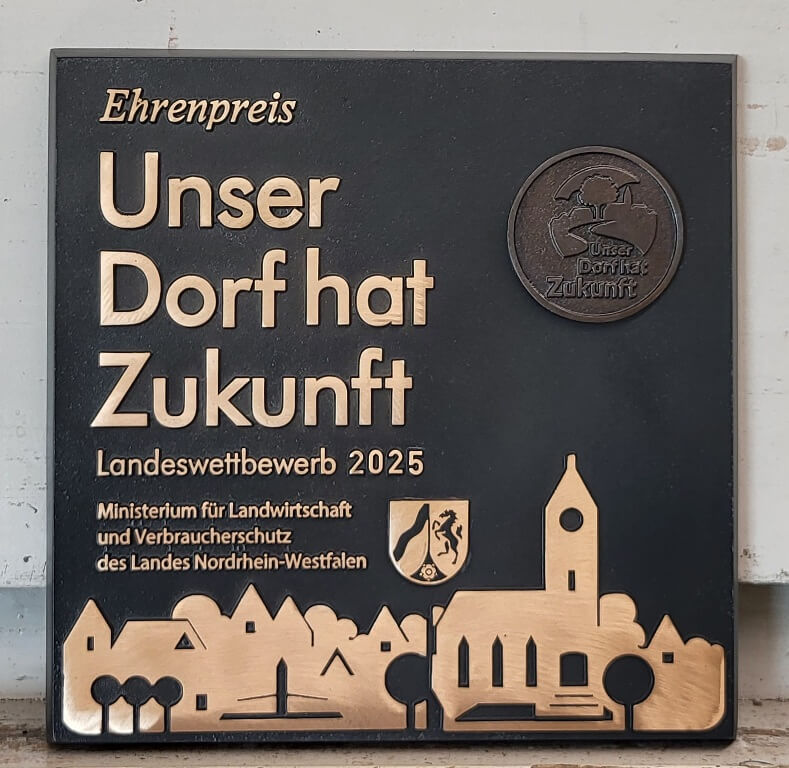 Ehrenpreis
Unser
Dorf hat
Zukunft
Landeswettbewerb 2025
Ministerium für Landwirtschaft
und Verbraucherschutz
des Landes Nordrhein-Westfalen
Unser
Dorf hat
Zukunft